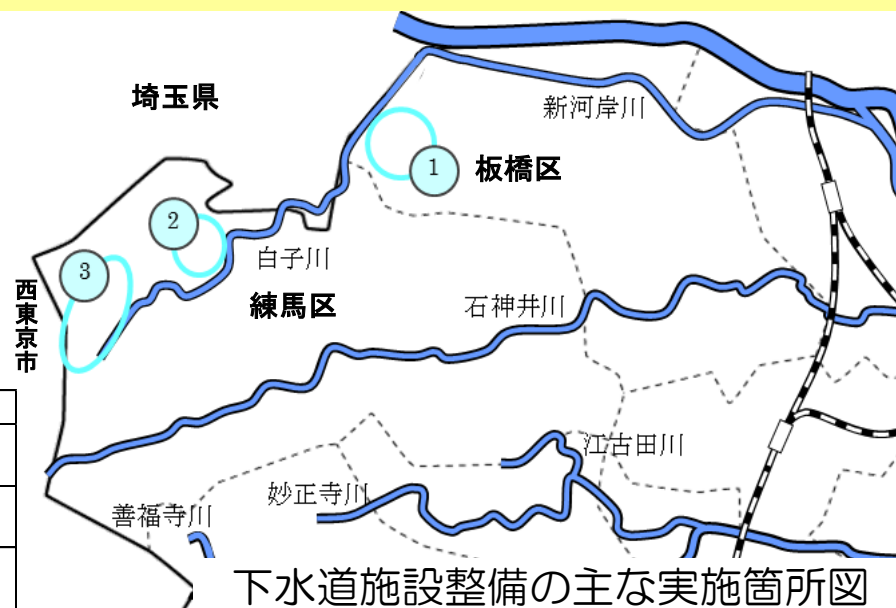 埼玉県
新河岸川
1
板橋区
2
白子川
3
練馬区
石神井川
西東京市
江古田川
妙正寺川
善福寺川
下水道施設整備の主な実施箇所図